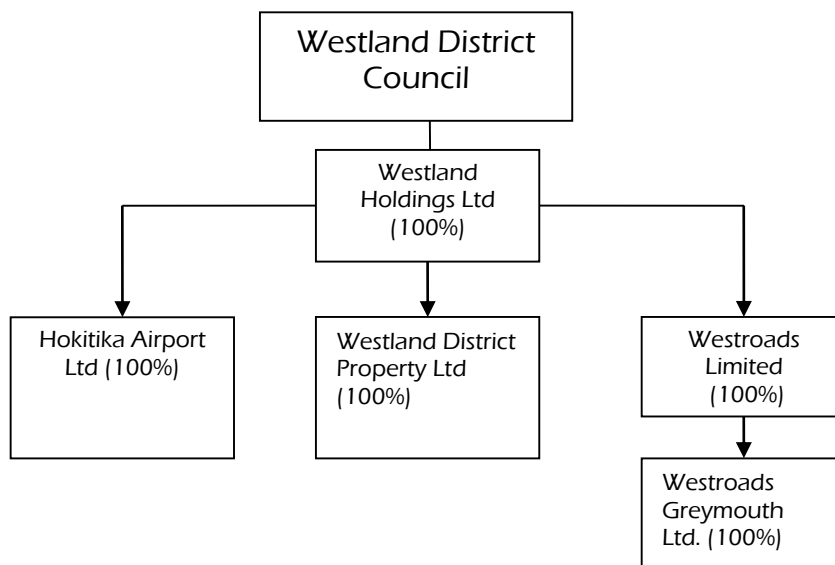 Westland District
Council
Westland
Holdings Ltd
(100%)
Hokitika Airport
Ltd (100%)
Westland District
Property Ltd
(100%)
Westroads
Limited
(100%)
Westroads
Greymouth
Ltd. (100%)